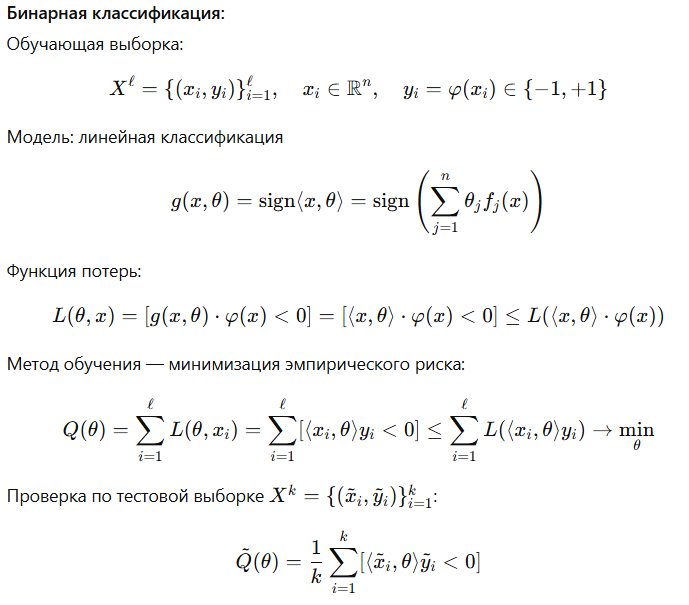 Бинарная классификация:
Обучающая выборка:
$X^{\ell} = \{(x_i, y_i)\}_{i=1}^{\ell}, \quad x_i \in \mathbb{R}^n, \quad y_i = \varphi(x_i) \in \{-1, +1\}$
Модель: линейная классификация
$g(x, \theta) = \text{sign}\langle x, \theta \rangle = \text{sign}\left( \sum_{j=1}^{n} \theta_j f_j(x) \right)$
Функция потерь:
$L(\theta, x) = [g(x, \theta) \cdot \varphi(x) < 0] = [\langle x, \theta \rangle \cdot \varphi(x) < 0] \leq L(\langle x, \theta \rangle \cdot \varphi(x))$
Метод обучения — минимизация эмпирического риска:
$Q(\theta) = \sum_{i=1}^{\ell} L(\theta, x_i) = \sum_{i=1}^{\ell} [\langle x_i, \theta \rangle y_i < 0] \leq \sum_{i=1}^{\ell} L(\langle x_i, \theta \rangle y_i) \to \min_{\theta}$
Проверка по тестовой выборке $X^k = \{(\tilde{x}_i, \tilde{y}_i)\}_{i=1}^{k}$:
$\tilde{Q}(\theta) = \frac{1}{k} \sum_{i=1}^{k} [\langle \tilde{x}_i, \theta \rangle \tilde{y}_i < 0]$